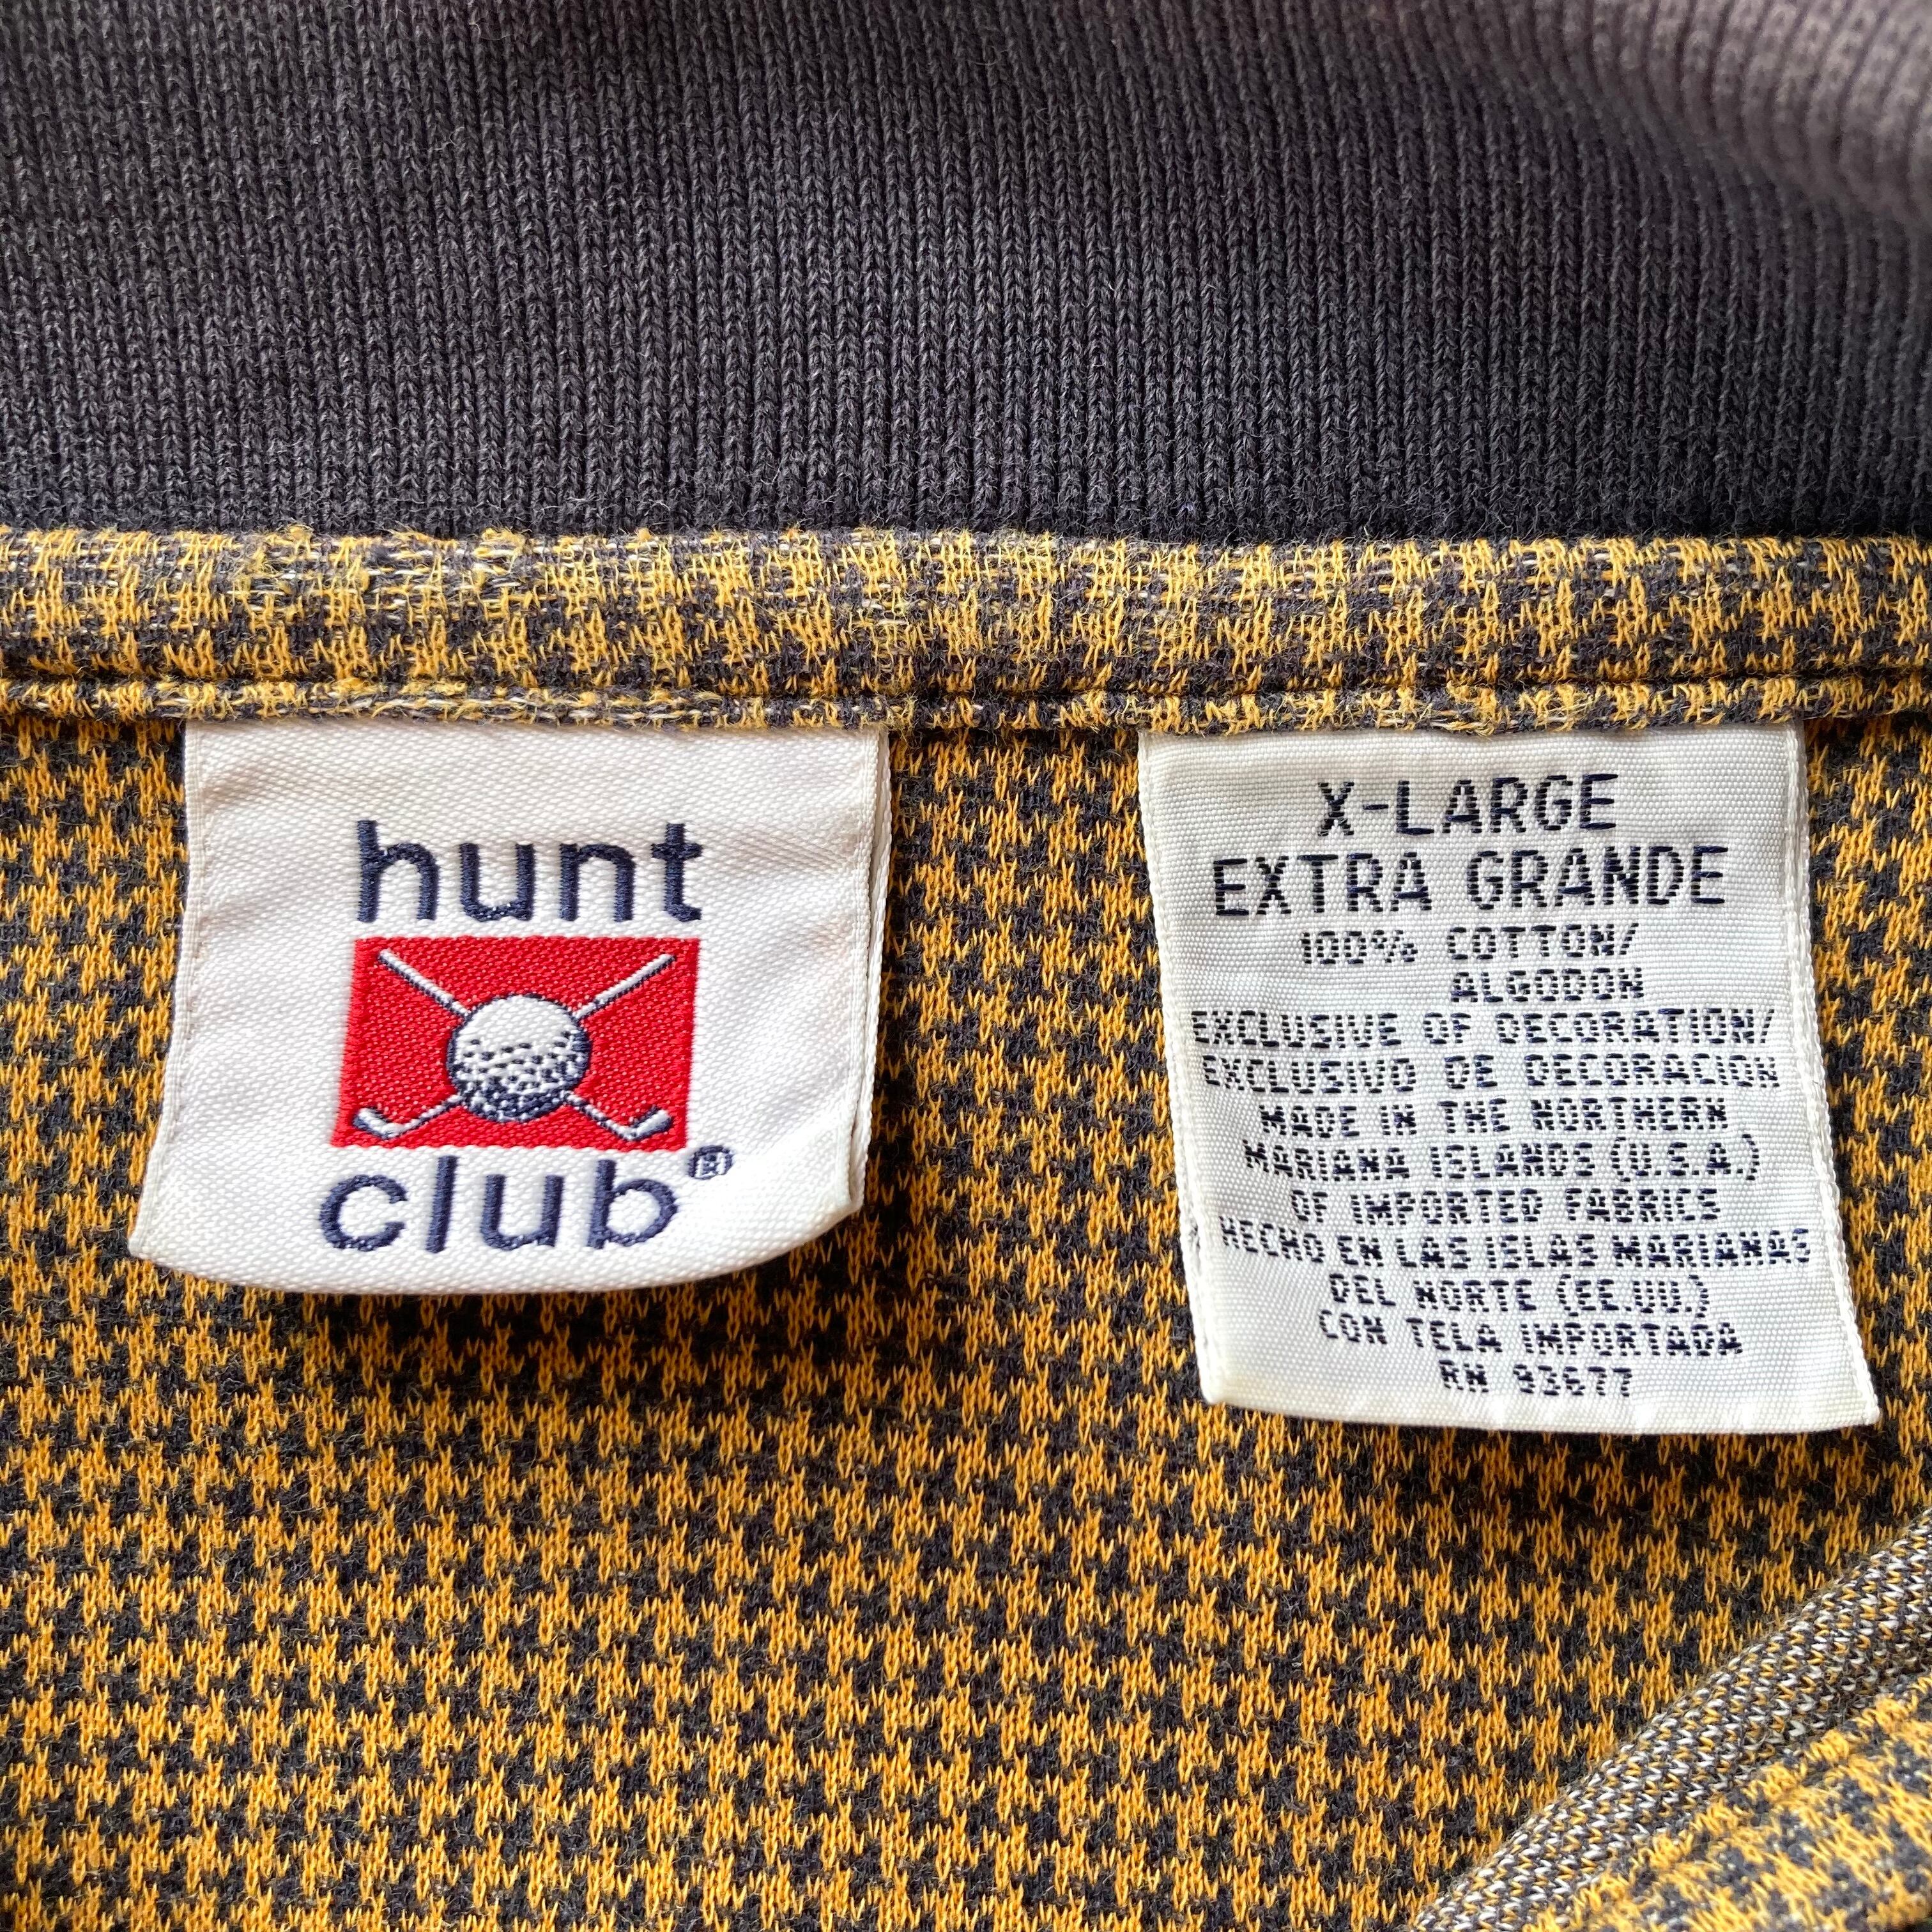 hunt
club®
X-LARGE
EXTRA GRANDE
100% COTTON/
ALGODON
EXCLUSIVE OF DECORATION/
EXCLUSIVO DE DECORACION
MADE IN THE NORTHERN
MARIANA ISLANDS (U.S.A.)
OF IMPORTED FABRICS
HECHO EN LAS ISLAS MARIANAS
DEL NORTE (EE.UU.)
CON TELA IMPORTADA
RN 93677